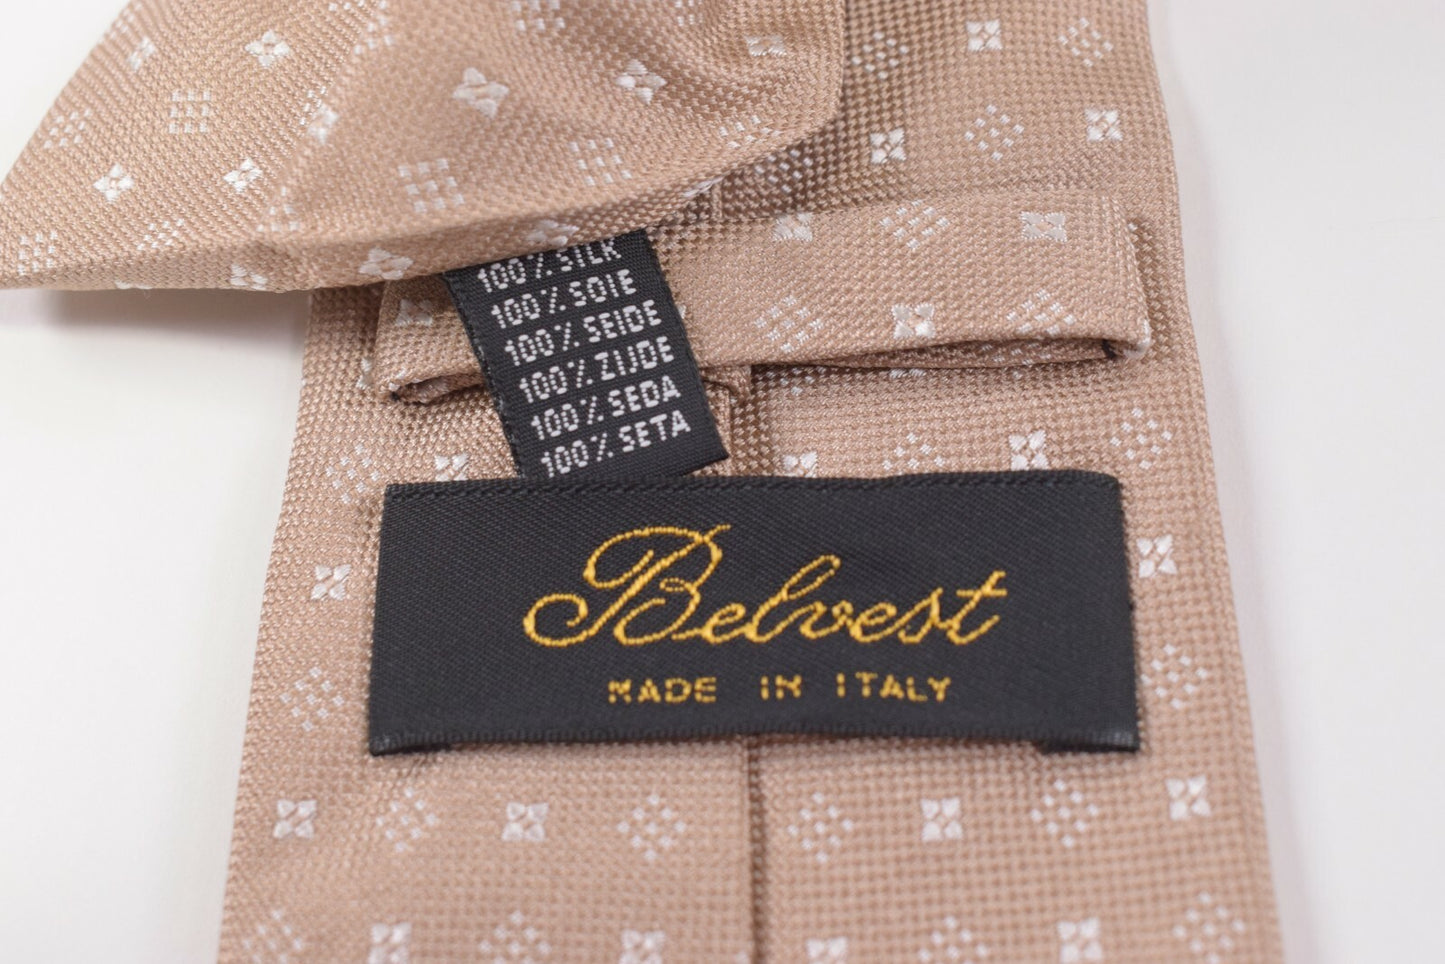 100% SILK
100% SOIE
100% SEIDE
100% ZIJDE
100% SEDA
100% SETA
Belvest
MADE IN ITALY